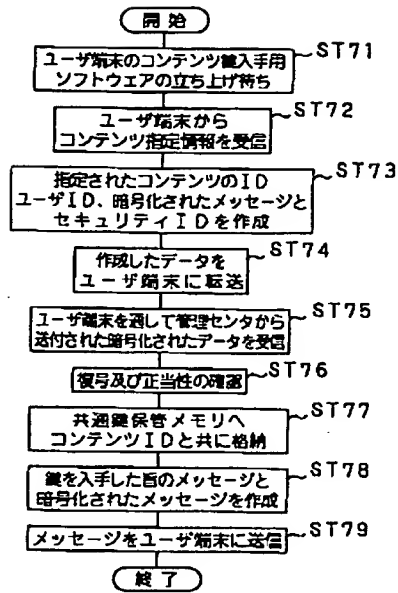 開始
ST71
ユーザ端末のコンテンツ鍵入手用
ソフトウェアの立ち上げ待ち
ST72
ユーザ端末から
コンテンツ指定情報を受信
ST73
指定されたコンテンツのID
ユーザID、暗号化されたメッセージと
セキュリティIDを作成
ST74
作成したデータを
ユーザ端末に転送
ST75
ユーザ端末を通して管理センタから
送付された暗号化されたデータを受信
ST76
復号及び正当性の確認
ST77
共通鍵保管メモリへ
コンテンツIDと共に格納
ST78
鍵を入手した旨のメッセージと
暗号化されたメッセージを作成
ST79
メッセージをユーザ端末に送信
終了